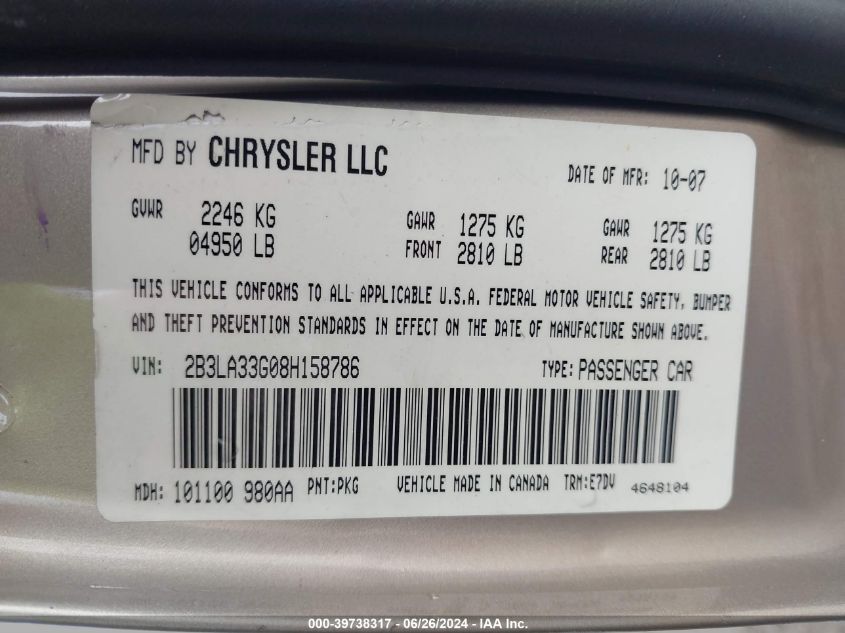 MFD BY CHRYSLER LLC DATE OF MFR: 10-07
GVWR 2246 KG GAWR 1275 KG GAWR 1275 KG
04950 LB FRONT 2810 LB REAR 2810 LB
THIS VEHICLE CONFORMS TO ALL APPLICABLE U.S.A. FEDERAL MOTOR VEHICLE SAFETY, BUMPER
AND THEFT PREVENTION STANDARDS IN EFFECT ON THE DATE OF MANUFACTURE SHOWN ABOVE.
VIN: 2B3LA33G08H158786 TYPE: PASSENGER CAR
MDH: 101100 980AA PNT:PKG VEHICLE MADE IN CANADA TRM:E7DV 4648104
000-39738317 - 06/26/2024 - IAA Inc.